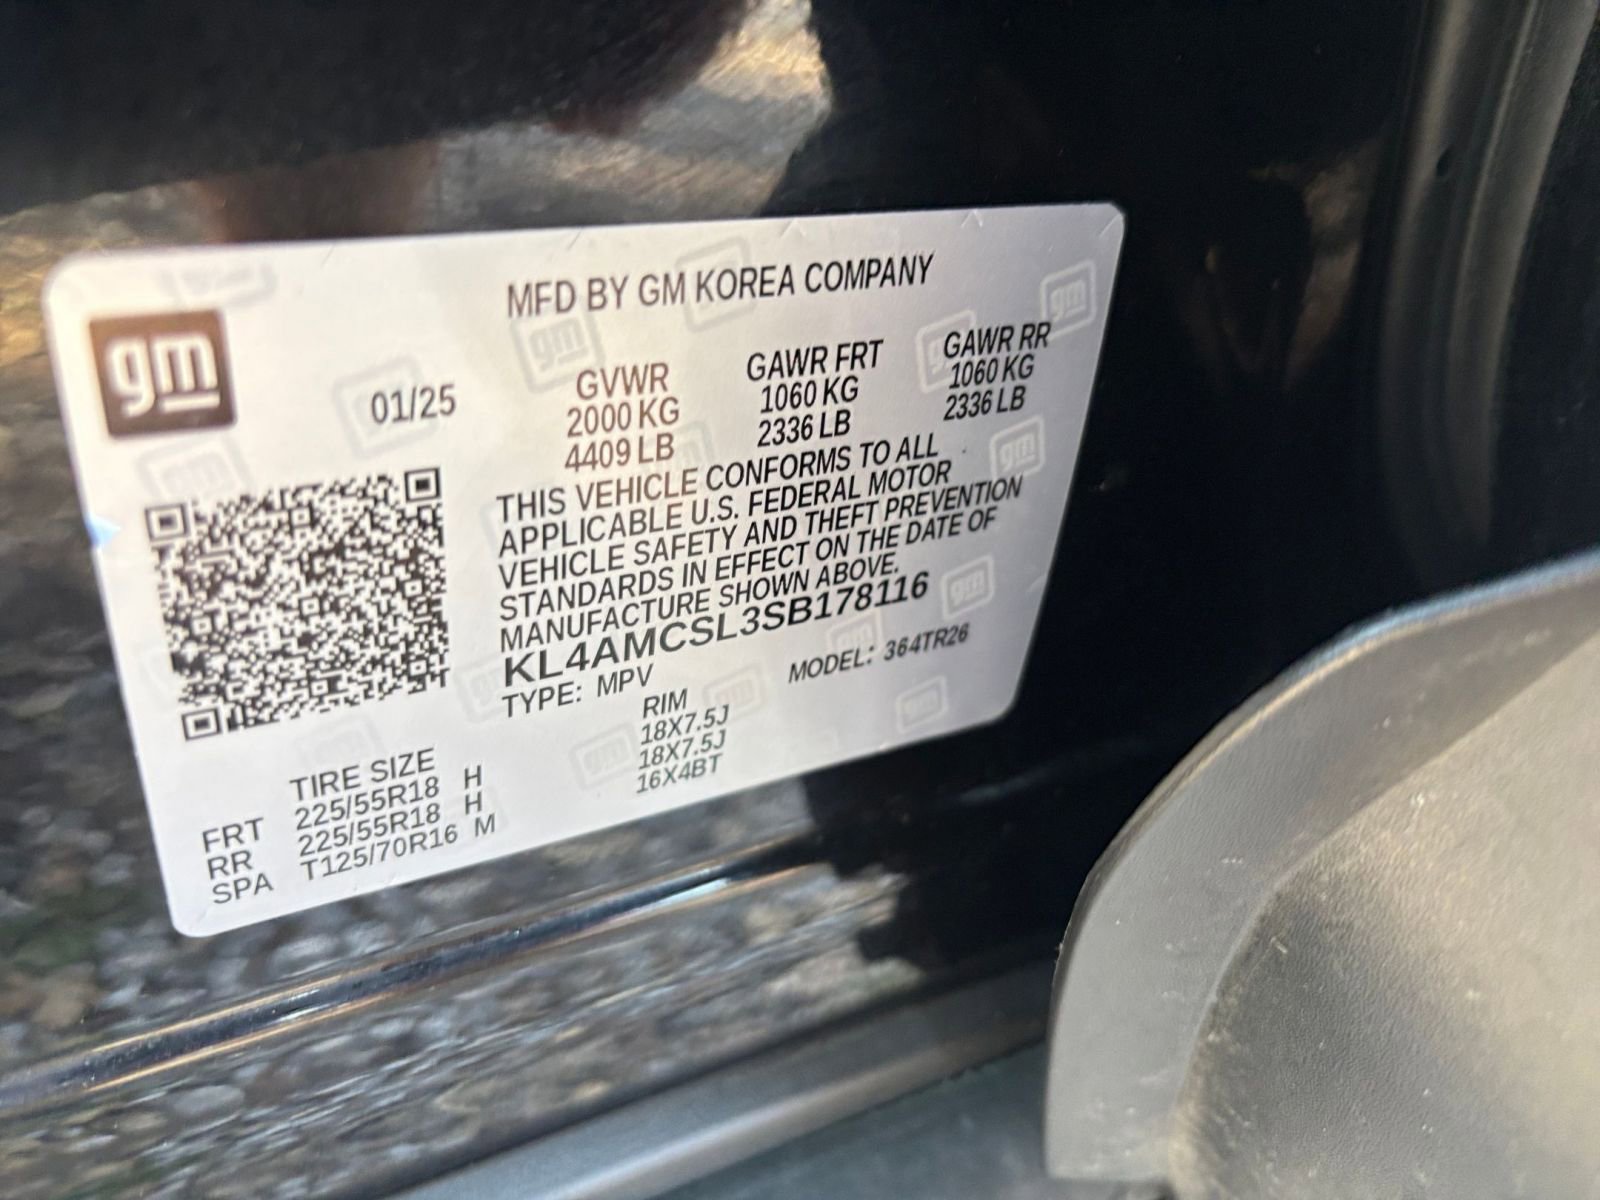 MFD BY GM KOREA COMPANY
gm
01/25
GVWR GAWR FRT GAWR RR
2000 KG 1060 KG 1060 KG
4409 LB 2336 LB 2336 LB
THIS VEHICLE CONFORMS TO ALL
APPLICABLE U.S. FEDERAL MOTOR
VEHICLE SAFETY AND THEFT PREVENTION
STANDARDS IN EFFECT ON THE DATE OF
MANUFACTURE SHOWN ABOVE.
KL4AMCSL3SB178116
TYPE: MPV MODEL: 364TR26
TIRE SIZE RIM
FRT 225/55R18 H 18X7.5J
RR 225/55R18 H 18X7.5J
SPA T125/70R16 M 16X4BT